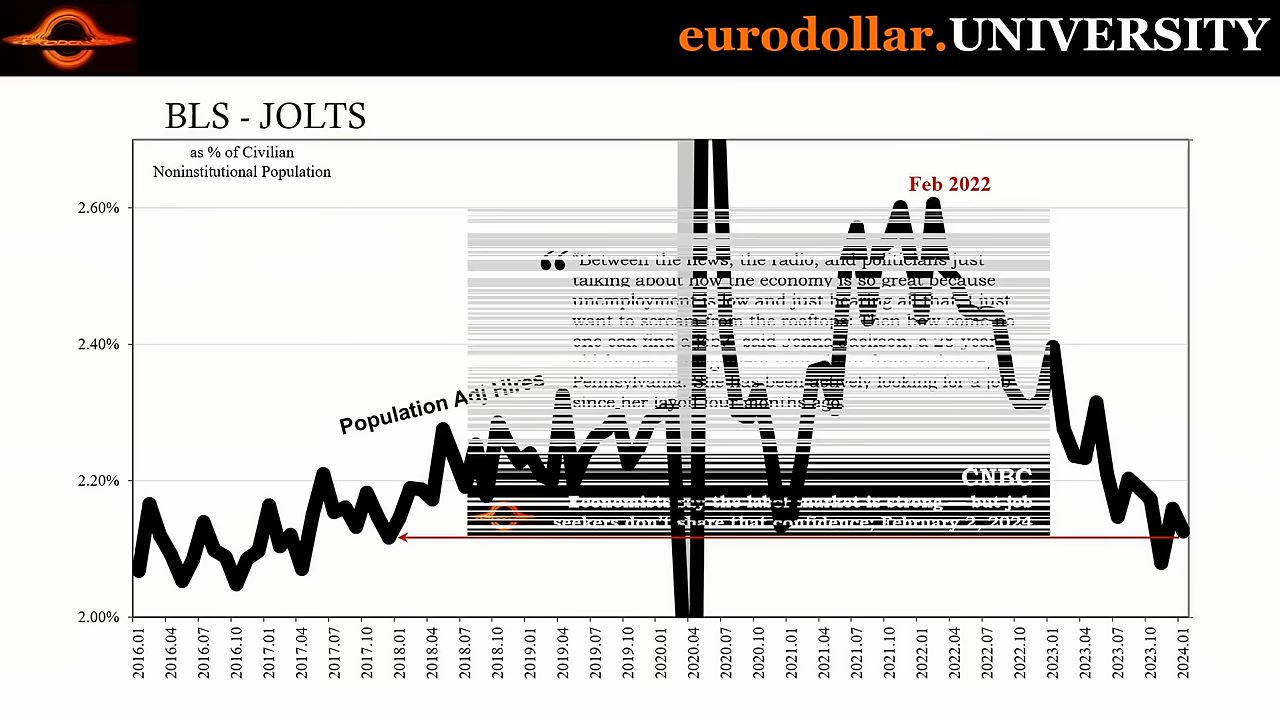 eurodollar.UNIVERSITY
BLS - JOLTS
as % of Civilian
Noninstitutional Population
Feb 2022
2.60%
2.40%
2.20%
2.00%
Population Adj Hires
“Between the news, the radio, and politicians just
talking about how the economy is so great because
unemployment is low and just hearing all that, I just
want to scream from the rooftops: Then how come no
one can find a job?” said Jenna Jackson, a 28-year-
from
Pennsylvania. She has been actively looking for a job
since her layoff four months ago.
CNBC
Economists say the labor market is strong — but job
seekers don't share that confidence; February 2, 2024
2016.01
2016.04
2016.07
2016.10
2017.01
2017.04
2017.07
2017.10
2018.01
2018.04
2018.07
2018.10
2019.01
2019.04
2019.07
2019.10
2020.01
2020.04
2020.07
2020.10
2021.01
2021.04
2021.07
2021.10
2022.01
2022.04
2022.07
2022.10
2023.01
2023.04
2023.07
2023.10
2024.01